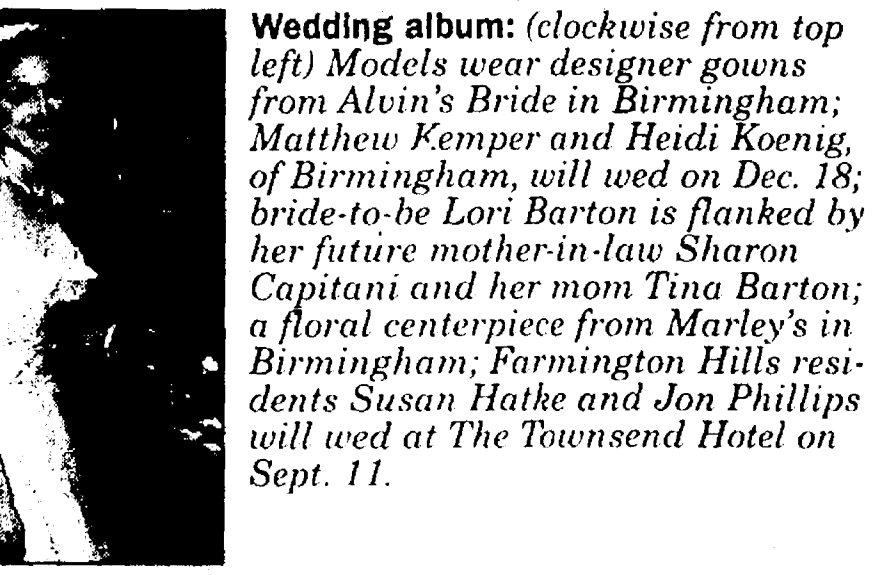 Wedding album: (clockwise from top
left) Models wear designer gowns
from Alvin's Bride in Birmingham;
Matthew Kemper and Heidi Koenig,
of Birmingham, will wed on Dec. 18;
bride-to-be Lori Barton is flanked by
her future mother-in-law Sharon
Capitani and her mom Tina Barton;
a floral centerpiece from Marley's in
Birmingham; Farmington Hills resi-
dents Susan Hatke and Jon Phillips
will wed at The Townsend Hotel on
Sept. 11.